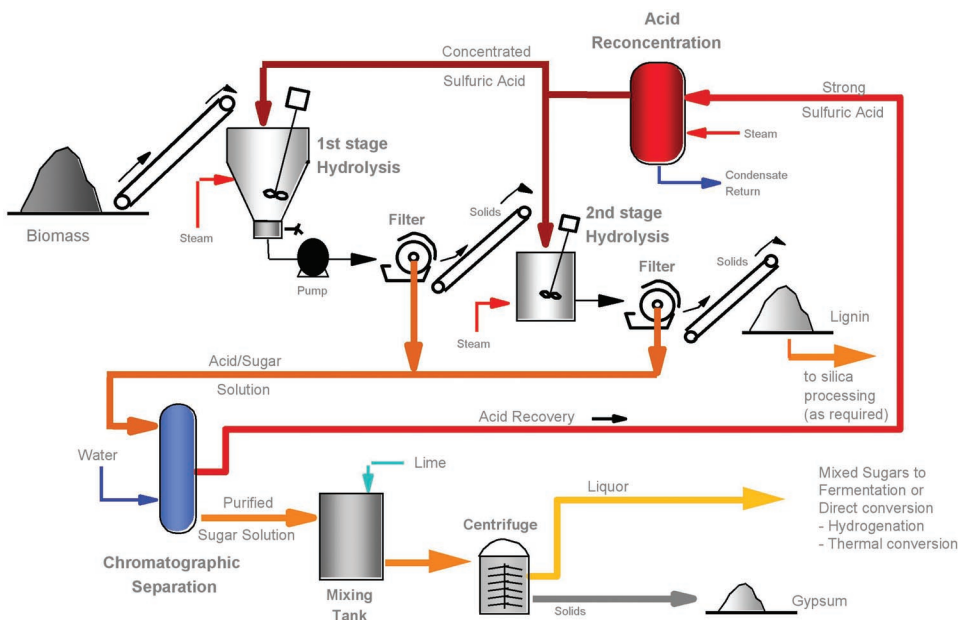 Acid
Reconcentration
Concentrated
Sulfuric Acid
Strong
Sulfuric Acid
Steam
Condensate
Return
1st stage
Hydrolysis
Biomass
Steam
Pump
Filter
Solids
2nd stage
Hydrolysis
Steam
Filter
Solids
Lignin
to silica
processing
(as required)
Acid/Sugar
Solution
Acid Recovery
Water
Purified
Sugar Solution
Chromatographic
Separation
Lime
Mixing
Tank
Centrifuge
Liquor
Solids
Mixed Sugars to
Fermentation or
Direct conversion
- Hydrogenation
- Thermal conversion
Gypsum